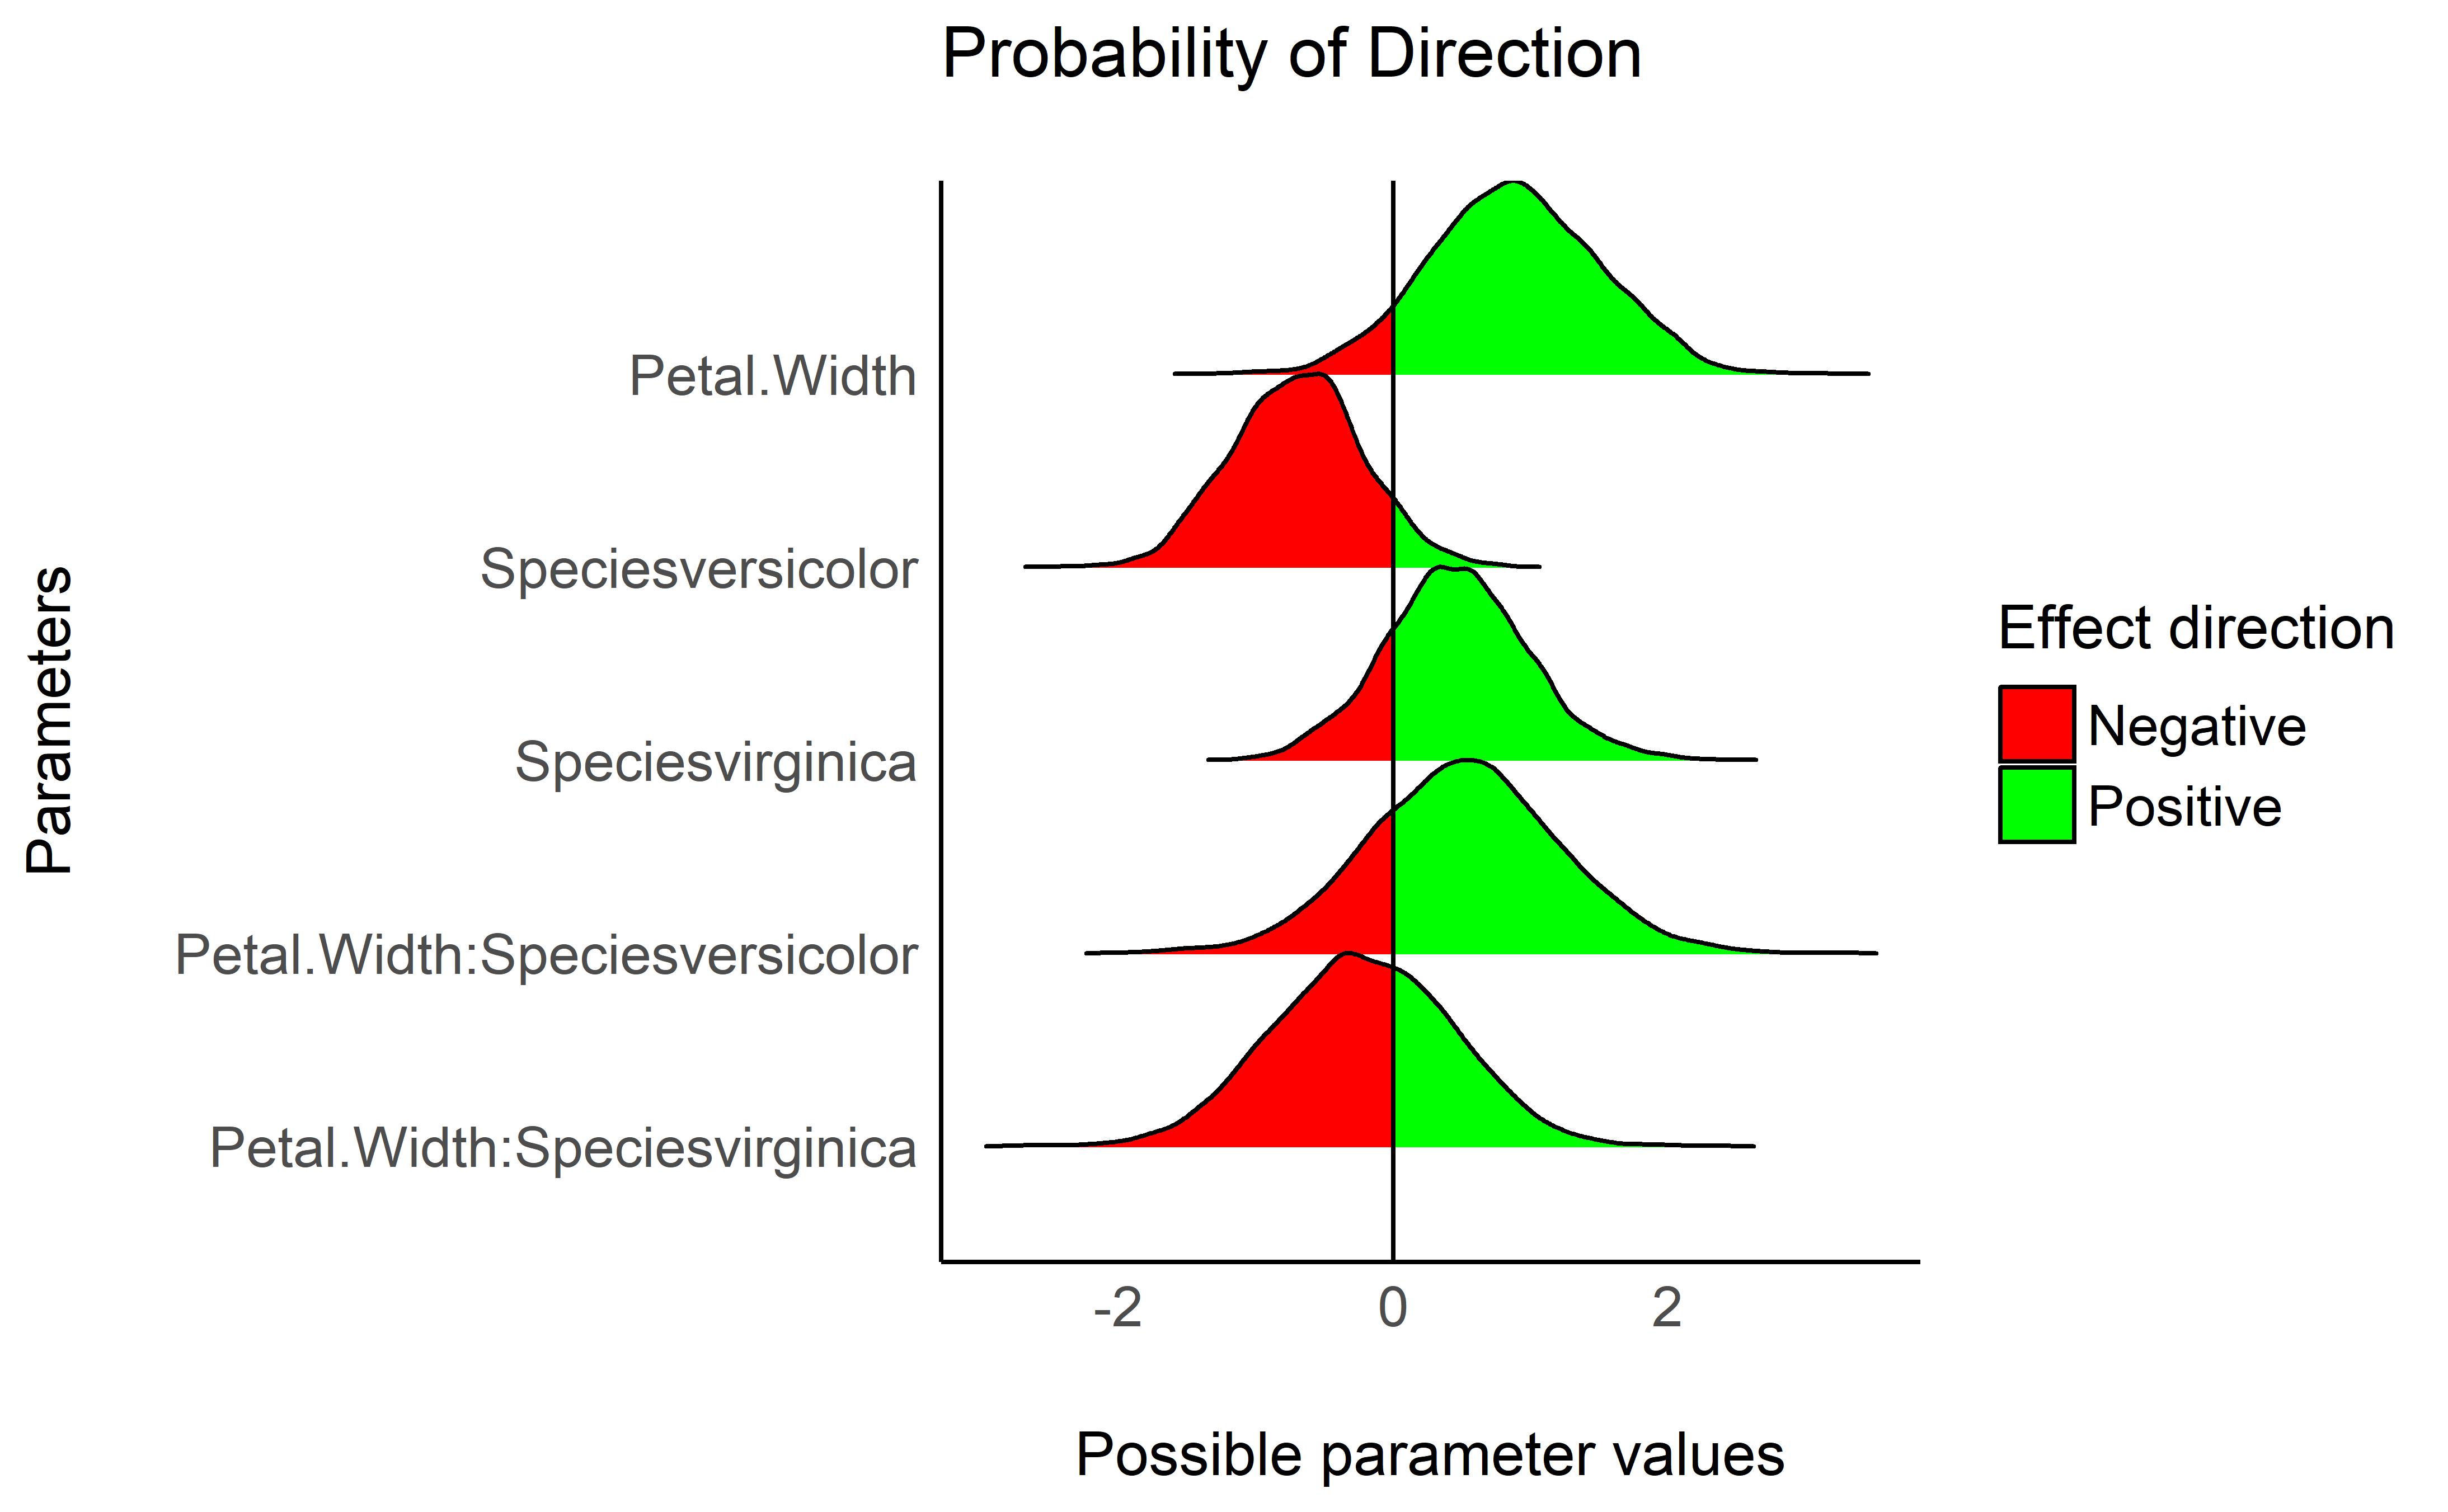 Probability of Direction
Parameters
Petal.Width
Speciesversicolor
Speciesvirginica
Petal.Width:Speciesversicolor
Petal.Width:Speciesvirginica
-2
0
2
Possible parameter values
Effect direction
Negative
Positive